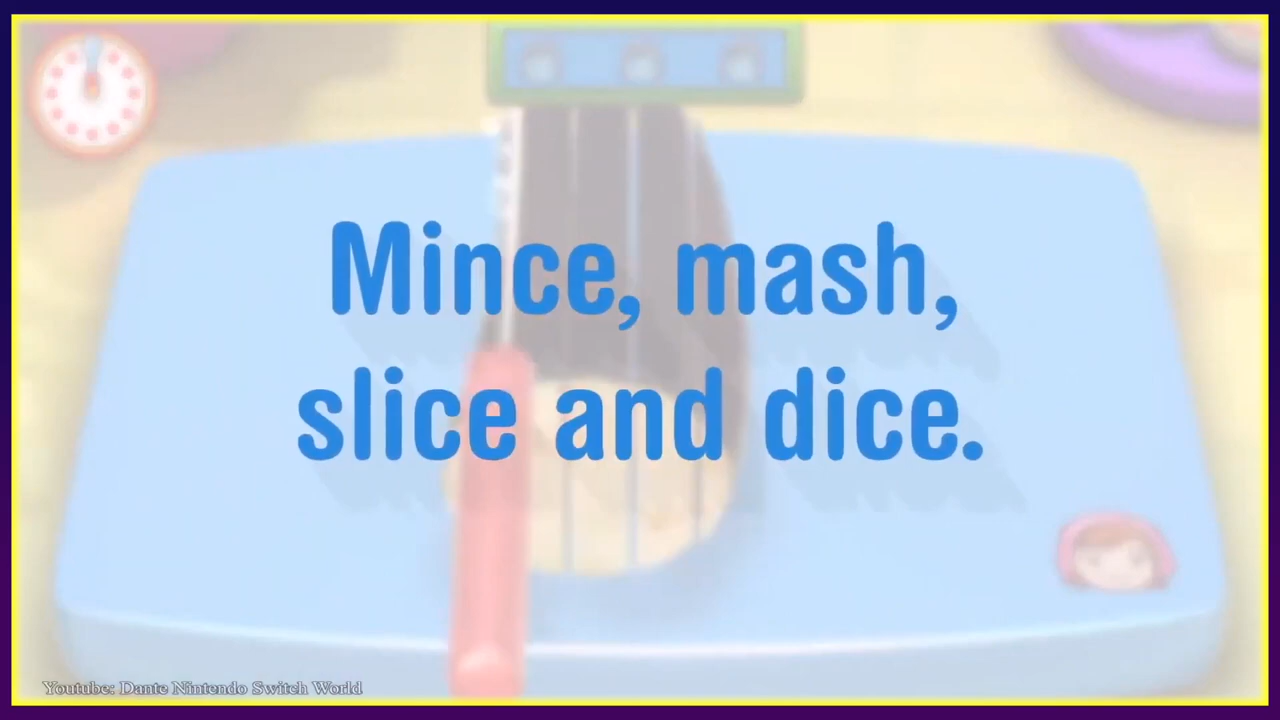 Mince, mash,
slice and dice.
Youtube: Dante Nintendo Switch World